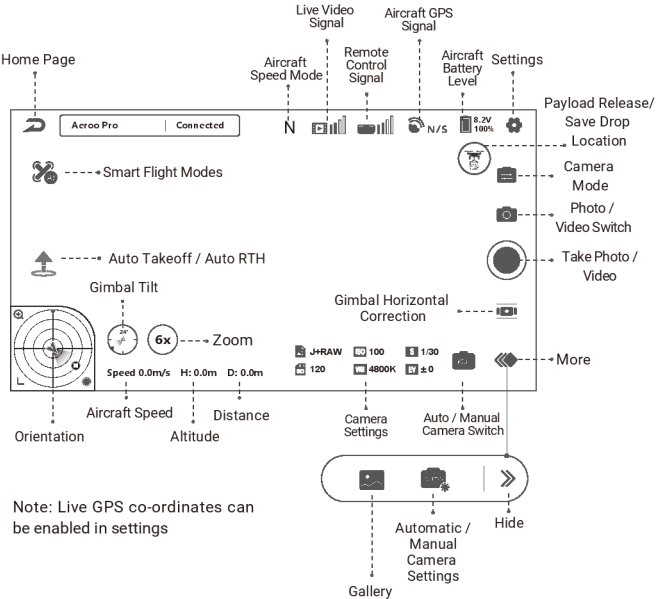 Live Video
Signal
Aircraft GPS
Signal
Home Page
Aircraft
Speed Mode
Remote
Control
Signal
Aircraft
Battery
Level
Settings
Payload Release/
Save Drop
Location
Aeroo Pro | Connected
N
N/S
8.2V
100%
Smart Flight Modes
Camera
Mode
Photo /
Video Switch
Auto Takeoff / Auto RTH
Take Photo /
Video
Gimbal Tilt
Gimbal Horizontal
Correction
24°
6x
Zoom
J+RAW
ISO 100
S 1/30
More
120
WB 4800K
EV ±0
L
Speed 0.0m/s H: 0.0m D: 0.0m
Aircraft Speed
Distance
Orientation
Altitude
Camera
Settings
Auto / Manual
Camera Switch
Note: Live GPS co-ordinates can
be enabled in settings
Hide
Automatic /
Manual
Camera
Settings
Gallery